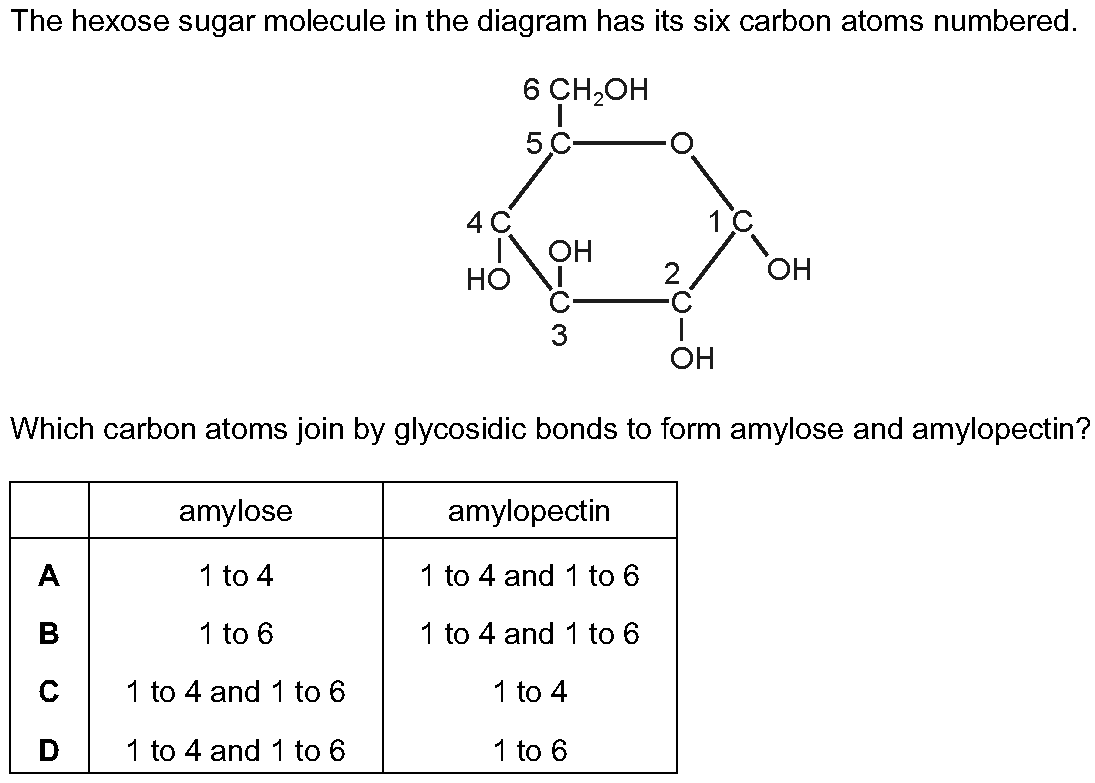 The hexose sugar molecule in the diagram has its six carbon atoms numbered.
6 CH₂OH
5 C O
4 C 1 C
OH 2
HO OH
C C
3
OH
Which carbon atoms join by glycosidic bonds to form amylose and amylopectin?
amylose amylopectin
A 1 to 4 1 to 4 and 1 to 6
B 1 to 6 1 to 4 and 1 to 6
C 1 to 4 and 1 to 6 1 to 4
D 1 to 4 and 1 to 6 1 to 6